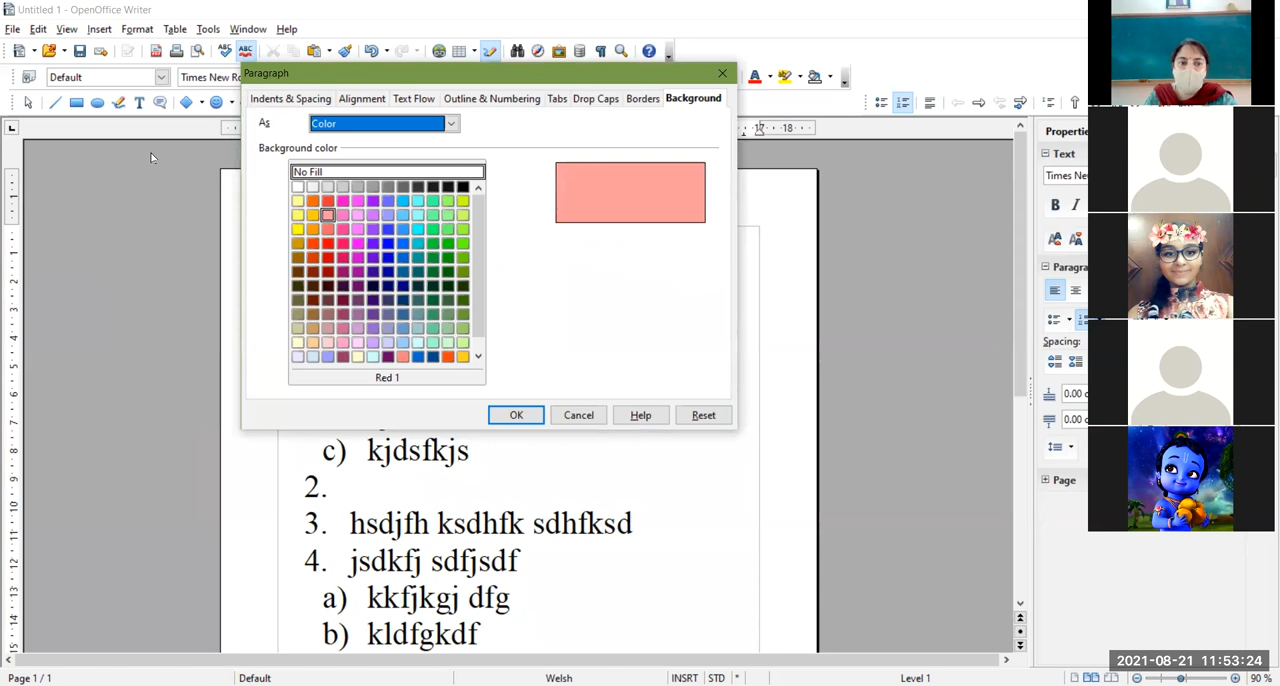 Untitled 1 - OpenOffice Writer
File Edit View Insert Format Table Tools Window Help
Default
Times New Ro
Paragraph
Indents & Spacing Alignment Text Flow Outline & Numbering Tabs Drop Caps Borders Background
As Color
Background color
No Fill
Red 1
OK Cancel Help Reset
c) kjdsfkjs
2.
3. hsdjfh ksdhfk sdhfksd
4. jsdkfj sdfjsdf
a) kkfjkgj dfg
b) kldfgkdf
17 18
Properties
Text
Times New
B I
Paragra
Spacing:
0.00 c
0.00 c
Page
2021-08-21 11:53:24
Page 1 / 1 Default Welsh INSRT STD * Level 1 90 %